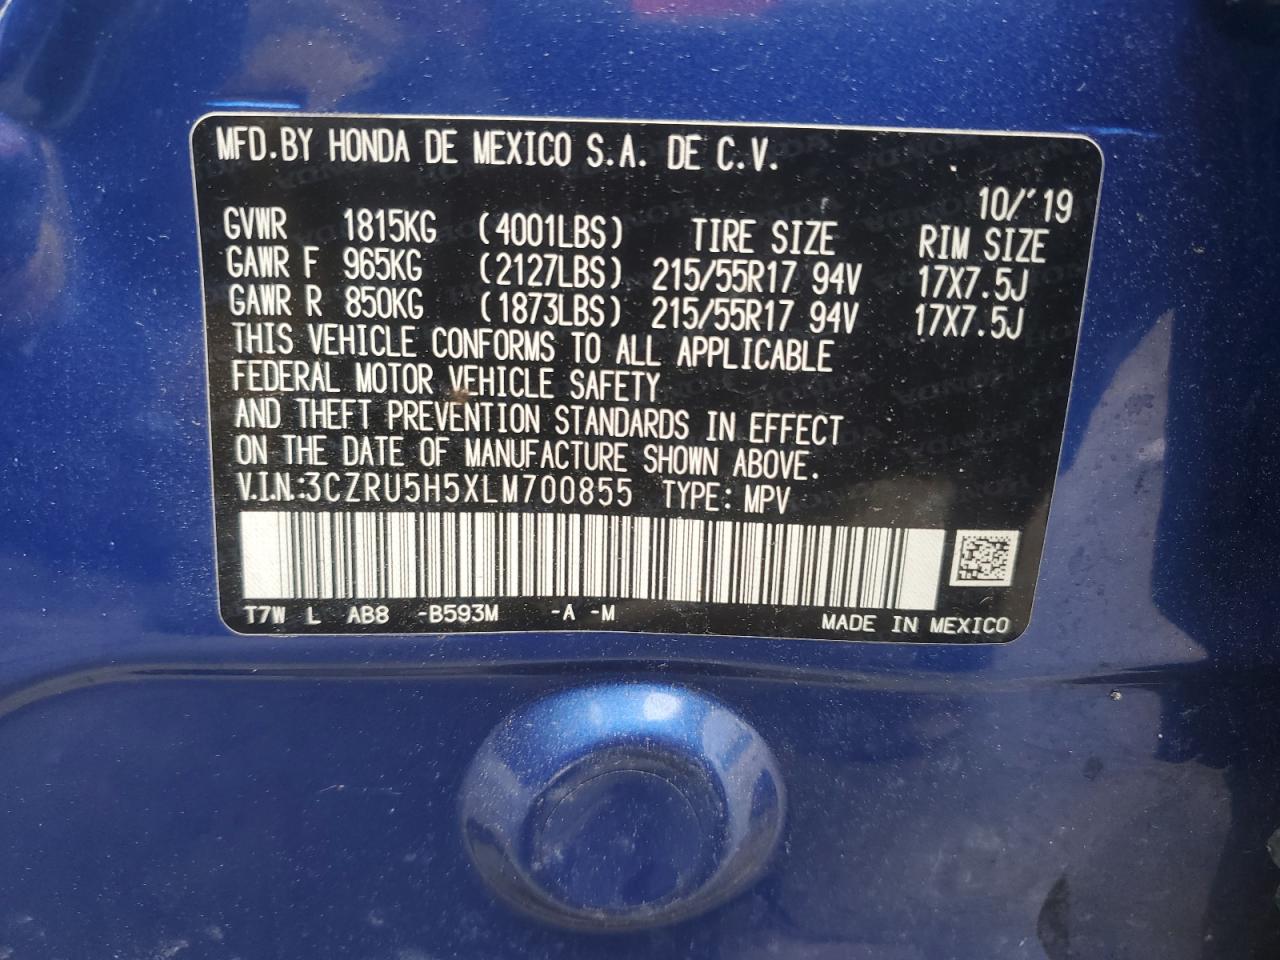 MFD.BY HONDA DE MEXICO S.A. DE C.V.
10/'19
GVWR 1815KG (4001LBS) TIRE SIZE RIM SIZE
GAWR F 965KG (2127LBS) 215/55R17 94V 17X7.5J
GAWR R 850KG (1873LBS) 215/55R17 94V 17X7.5J
THIS VEHICLE CONFORMS TO ALL APPLICABLE
FEDERAL MOTOR VEHICLE SAFETY
AND THEFT PREVENTION STANDARDS IN EFFECT
ON THE DATE OF MANUFACTURE SHOWN ABOVE.
V.I.N.:3CZRU5H5XLM700855 TYPE: MPV
T7W L AB8 -B593M -A -M MADE IN MEXICO